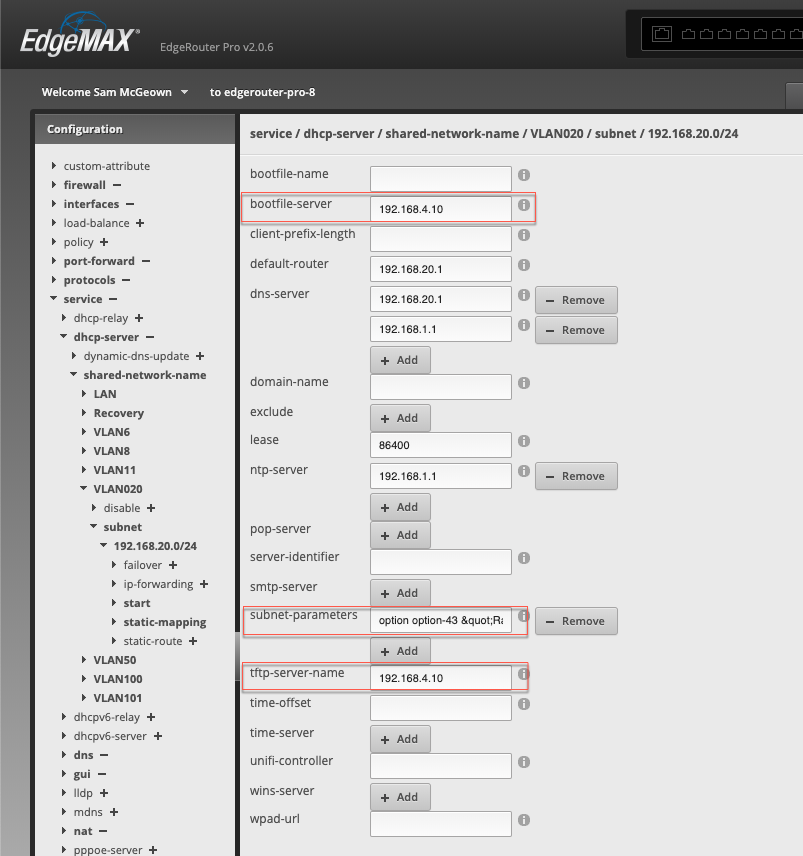 EdgeMAX®
EdgeRouter Pro v2.0.6
Welcome Sam McGeown
to edgerouter-pro-8
Configuration
custom-attribute
firewall −
interfaces −
load-balance +
policy +
port-forward −
protocols −
service −
dhcp-relay +
dhcp-server −
dynamic-dns-update +
shared-network-name
LAN
Recovery
VLAN6
VLAN8
VLAN11
VLAN020
disable +
subnet
192.168.20.0/24
failover +
ip-forwarding +
start
static-mapping
static-route +
VLAN50
VLAN100
VLAN101
dhcpv6-relay +
dhcpv6-server +
dns −
gui −
lldp +
mdns +
nat −
pppoe-server +
service / dhcp-server / shared-network-name / VLAN020 / subnet / 192.168.20.0/24
bootfile-name
bootfile-server 192.168.4.10
client-prefix-length
default-router 192.168.20.1
dns-server 192.168.20.1 − Remove
192.168.1.1 − Remove
+ Add
domain-name
exclude + Add
lease 86400
ntp-server 192.168.1.1 − Remove
+ Add
pop-server + Add
server-identifier
smtp-server + Add
subnet-parameters option option-43 &quot;Ra − Remove
+ Add
tftp-server-name 192.168.4.10
time-offset
time-server + Add
unifi-controller
wins-server + Add
wpad-url